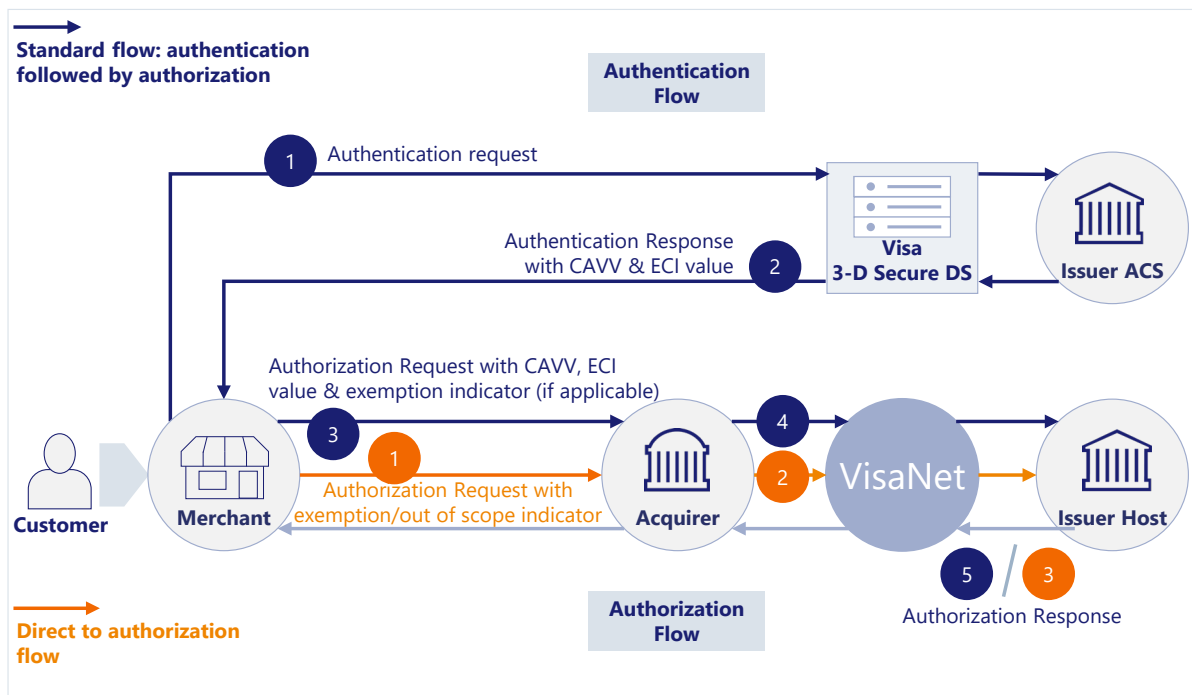 Standard flow: authentication
followed by authorization
Authentication
Flow
1
Authentication request
Visa
3-D Secure DS
Issuer ACS
Authentication Response
with CAVV & ECI value
2
Authorization Request with CAVV, ECI
value & exemption indicator (if applicable)
3
4
1
2
Authorization Request with
exemption/out of scope indicator
Customer
Merchant
Acquirer
VisaNet
Issuer Host
5
3
Authorization Response
Direct to authorization
flow
Authorization
Flow